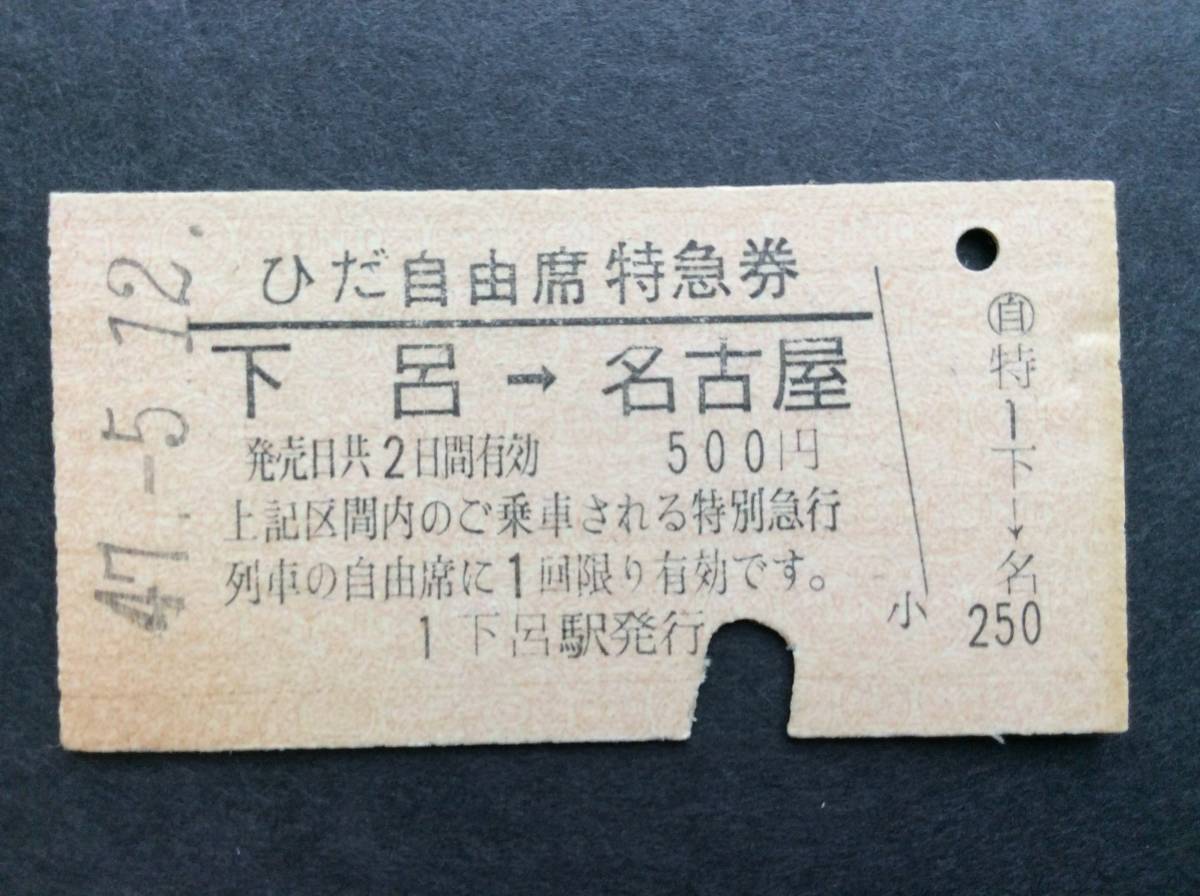 47.-5.12.
ひだ自由席特急券
下呂→名古屋
発売日共2日間有効 500円
上記区間内のご乗車される特別急行
列車の自由席に1回限り有効です。
1 下呂駅発行
㊀特1下→名
小 250